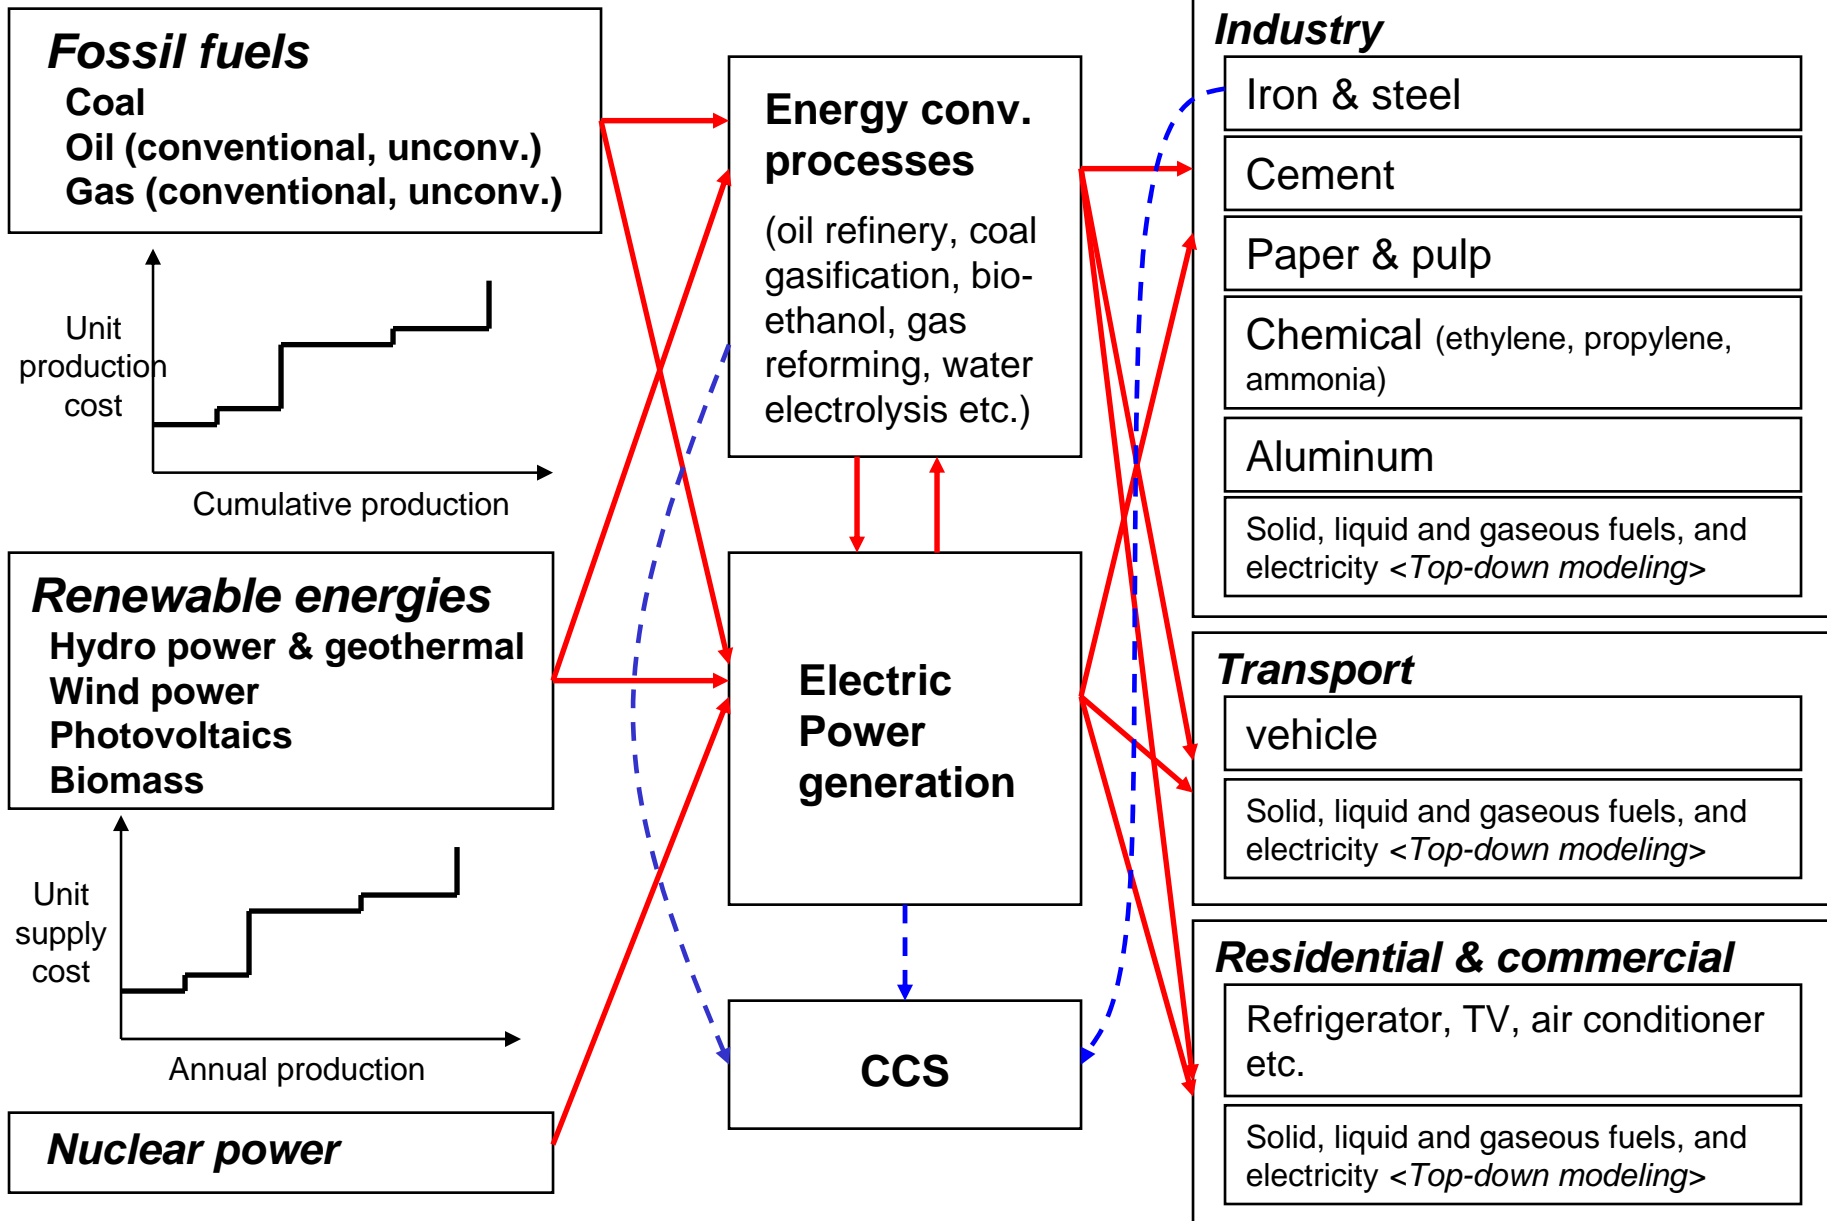 Fossil fuels
Coal
Oil (conventional, unconv.)
Gas (conventional, unconv.)
Unit
production
cost
Cumulative production
Renewable energies
Hydro power & geothermal
Wind power
Photovoltaics
Biomass
Unit
supply
cost
Annual production
Nuclear power
Energy conv.
processes
(oil refinery, coal
gasification, bio-
ethanol, gas
reforming, water
electrolysis etc.)
Electric
Power
generation
CCS
Industry
Iron & steel
Cement
Paper & pulp
Chemical (ethylene, propylene,
ammonia)
Aluminum
Solid, liquid and gaseous fuels, and
electricity <Top-down modeling>
Transport
vehicle
Solid, liquid and gaseous fuels, and
electricity <Top-down modeling>
Residential & commercial
Refrigerator, TV, air conditioner
etc.
Solid, liquid and gaseous fuels, and
electricity <Top-down modeling>